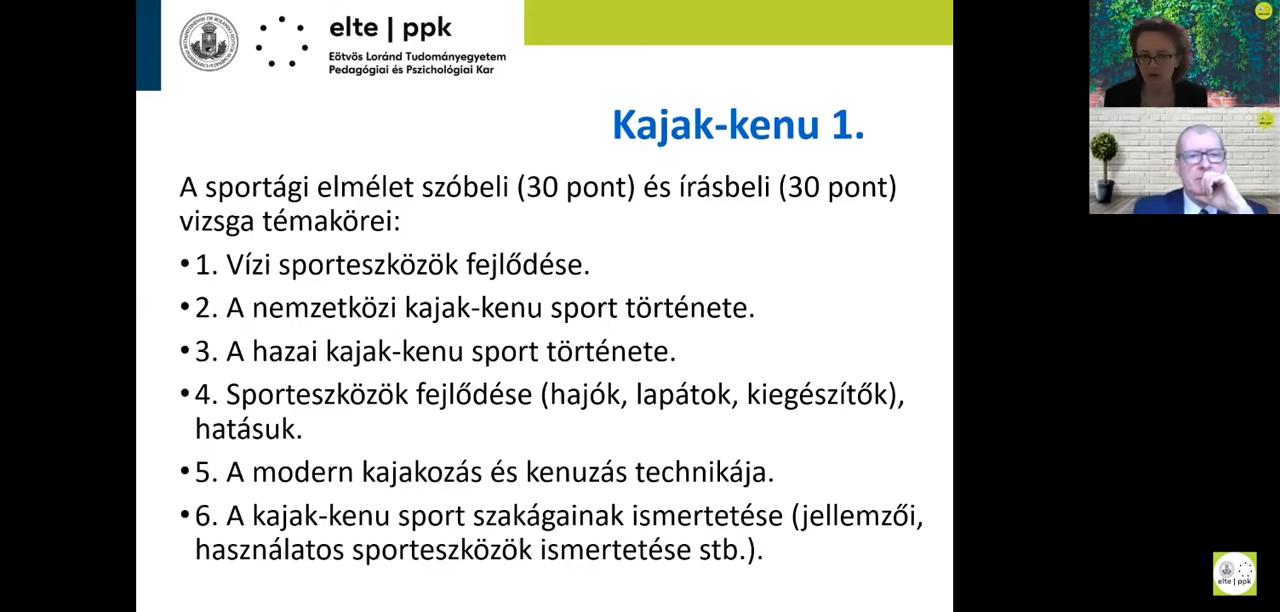 elte | ppk
Eötvös Loránd Tudományegyetem
Pedagógiai és Pszichológiai Kar
Kajak-kenu 1.
A sportági elmélet szóbeli (30 pont) és írásbeli (30 pont)
vizsga témakörei:
• 1. Vízi sporteszközök fejlődése.
• 2. A nemzetközi kajak-kenu sport története.
• 3. A hazai kajak-kenu sport története.
• 4. Sporteszközök fejlődése (hajók, lapátok, kiegészítők),
hatásuk.
• 5. A modern kajakozás és kenuzás technikája.
• 6. A kajak-kenu sport szakágainak ismertetése (jellemzői,
használatos sporteszközök ismertetése stb.).
elte | ppk